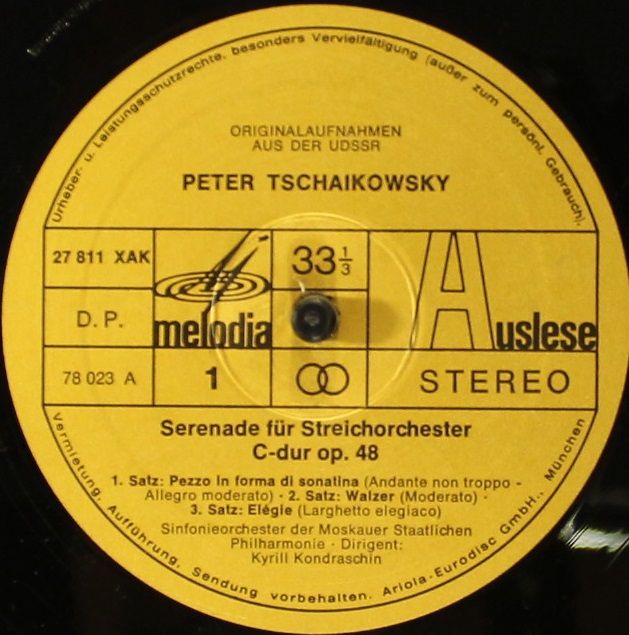 Urheber- u. Leistungsschutzrechte, besonders Vervielfältigung (außer zum persönl. Gebrauch),
ORIGINALAUFNAHMEN
AUS DER UDSSR
PETER TSCHAIKOWSKY
27 811 XAK
33 1/3
D. P.
melodia
Auslese
78 023 A
1
STEREO
Serenade für Streichorchester
C-dur op. 48
1. Satz: Pezzo in forma di sonatina (Andante non troppo -
Allegro moderato) · 2. Satz: Walzer (Moderato) ·
3. Satz: Elégie (Larghetto elegiaco)
Sinfonieorchester der Moskauer Staatlichen
Philharmonie · Dirigent:
Kyrill Kondraschin
Vermietung, Aufführung, Sendung vorbehalten. Ariola-Eurodisc GmbH., München